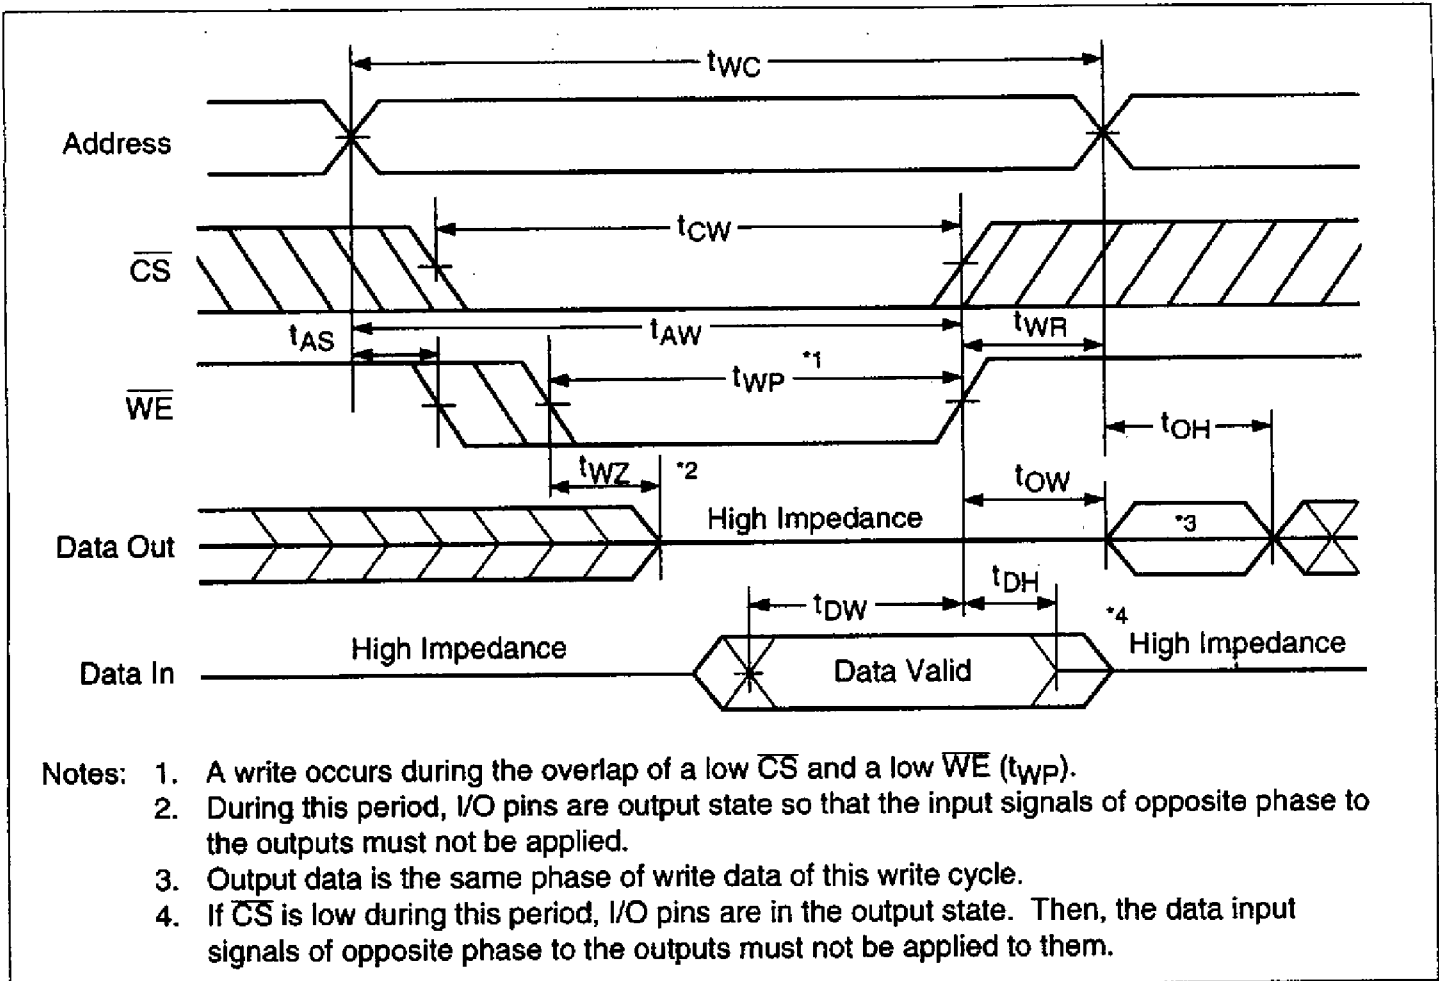 tWC
Address
tCW
CS
tAS
tAW
tWR
WE
tWP *1
tOH
tWZ *2
tOW
High Impedance
*3
Data Out
tDW
tDH
*4
High Impedance
Data Valid
High Impedance
Data In
Notes: 1. A write occurs during the overlap of a low CS and a low WE (tWP).
2. During this period, I/O pins are output state so that the input signals of opposite phase to
the outputs must not be applied.
3. Output data is the same phase of write data of this write cycle.
4. If CS is low during this period, I/O pins are in the output state. Then, the data input
signals of opposite phase to the outputs must not be applied to them.